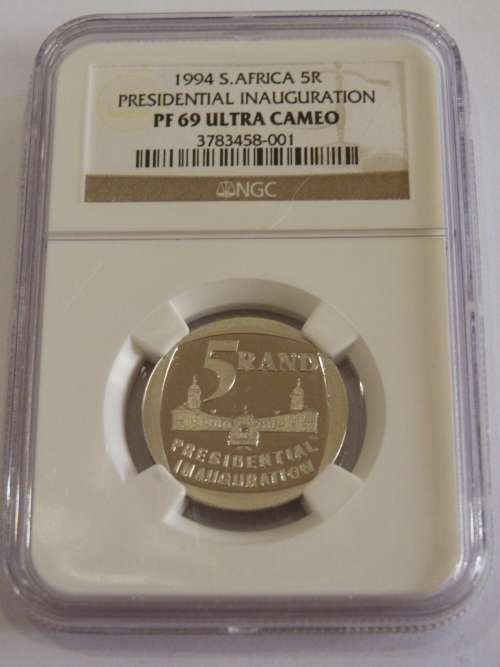 1994 S.AFRICA 5R
PRESIDENTIAL INAUGURATION
PF 69 ULTRA CAMEO
3783458-001
NGC
5 RAND
PRESIDENTIAL
INAUGURATION